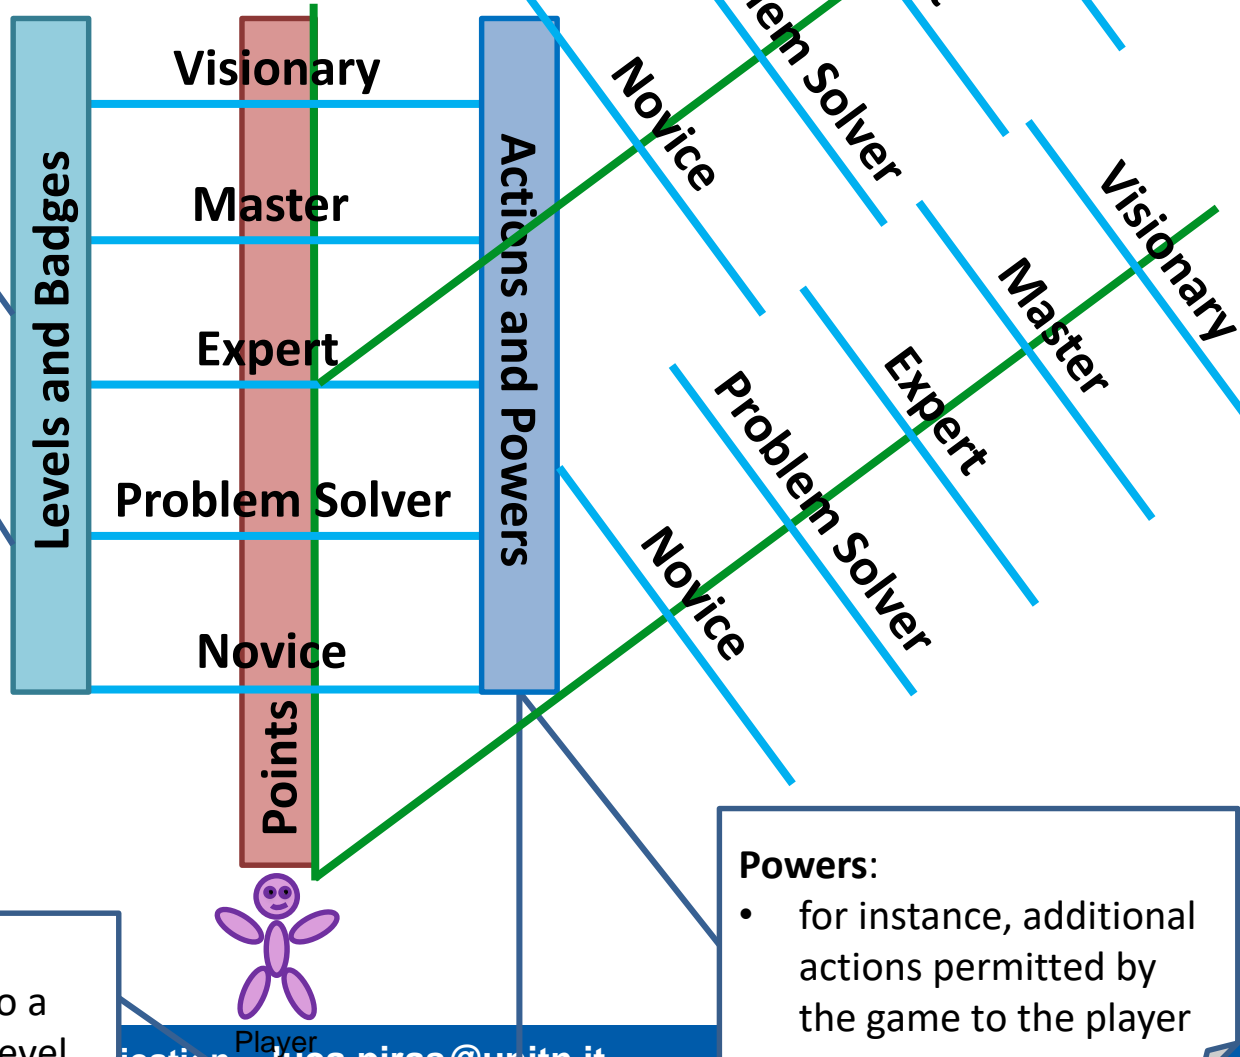 Visionary
Master
Expert
Problem Solver
Novice
Levels and Badges
Points
Actions and Powers
Novice
Solver
Novice
Problem Solver
Expert
Master
Visionary
Player
Powers:
• for instance, additional
actions permitted by
the game to the player